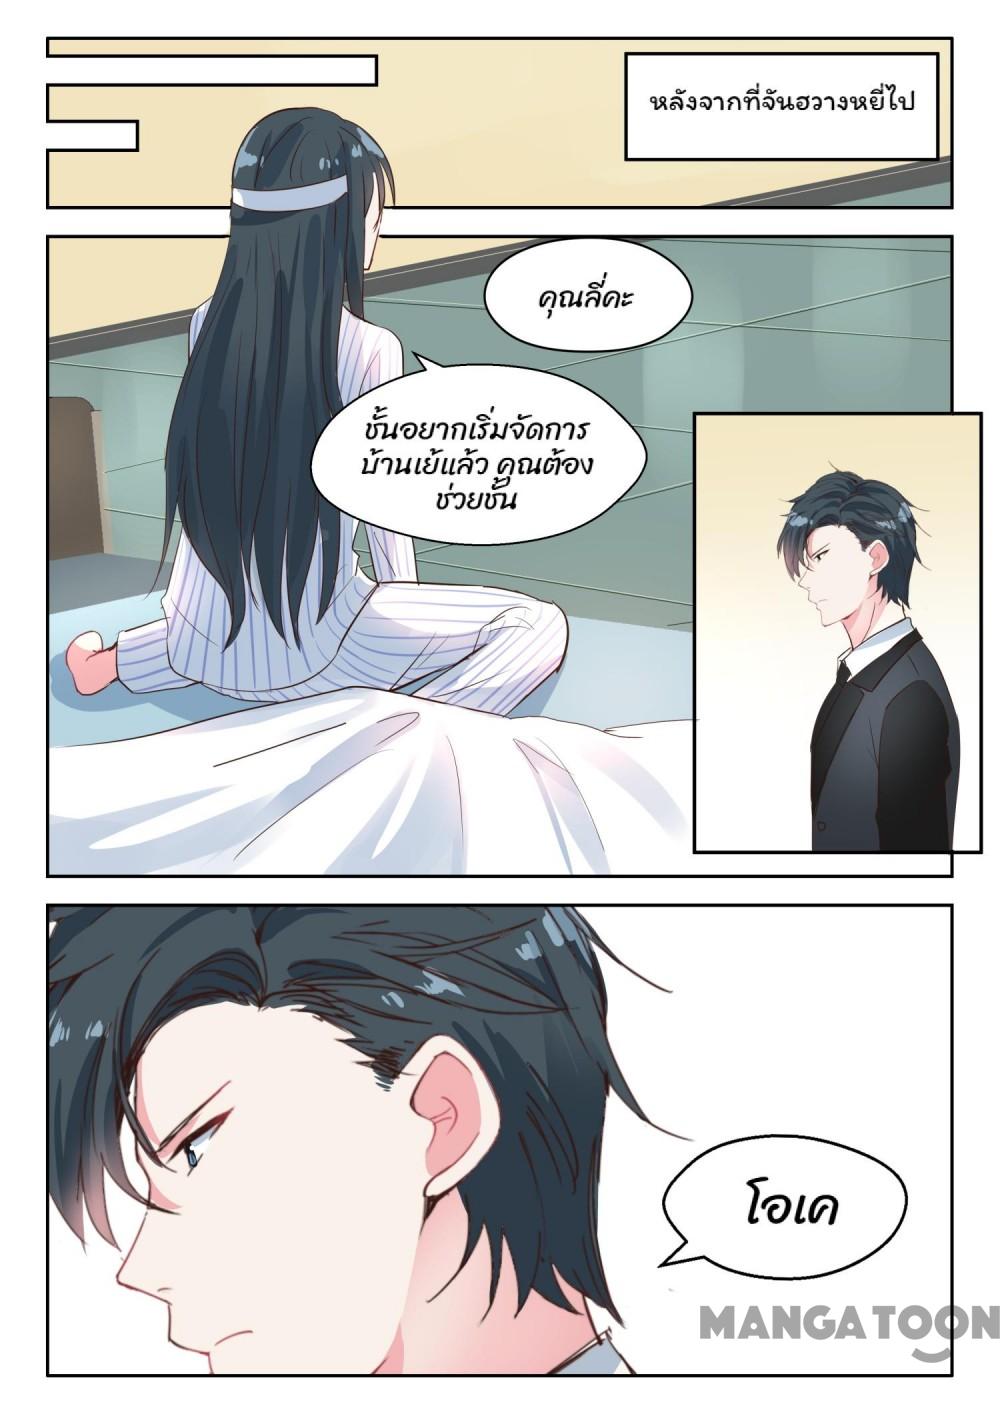 หลังจากที่จันฮวางหยี่ไป
คุณลี่คะ
ชั้นอยากเริ่มจัดการ
บ้านเย้แล้ว คุณต้อง
ช่วยชั้น
โอเค
MANGATOON